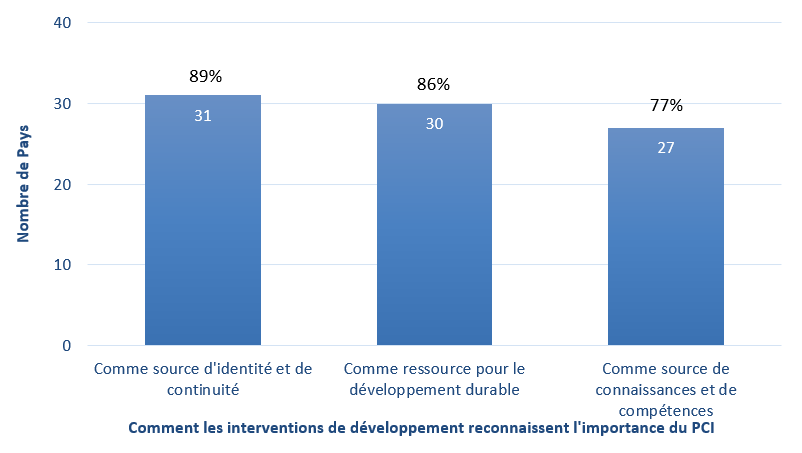 40
89%
86%
77%
30
31
30
27
20
10
0
Nombre de Pays
Comme source d'identité et de
continuité
Comme ressource pour le
développement durable
Comme source de
connaissances et de
compétences
Comment les interventions de développement reconnaissent l'importance du PCI